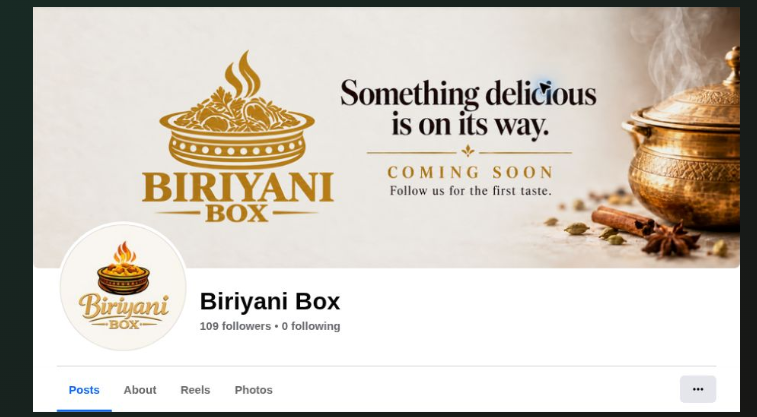 Something delicious
is on its way.
COMING SOON
Follow us for the first taste.
BIRIYANI
BOX
Biriyani
BOX
Biriyani Box
109 followers • 0 following
Posts About Reels Photos